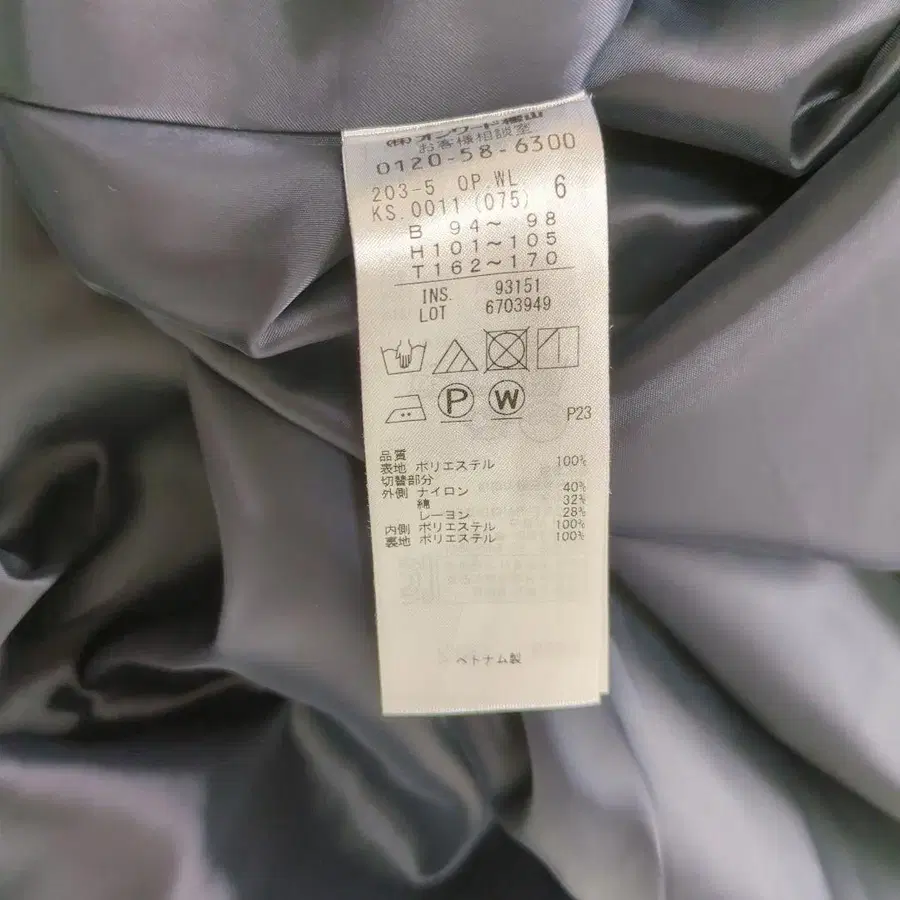 ㈱オンワード樫山
お客様相談室
0120-58-6300
203-5 OP.WL 6
KS.0011 (075)
B 94～ 98
H101～105
T162～170
INS. 93151
LOT 6703949
P W P23
品質
表地 ポリエステル 100%
切替部分
外側 ナイロン 40%
綿 32%
レーヨン 28%
内側 ポリエステル 100%
裏地 ポリエステル 100%
ベトナム製